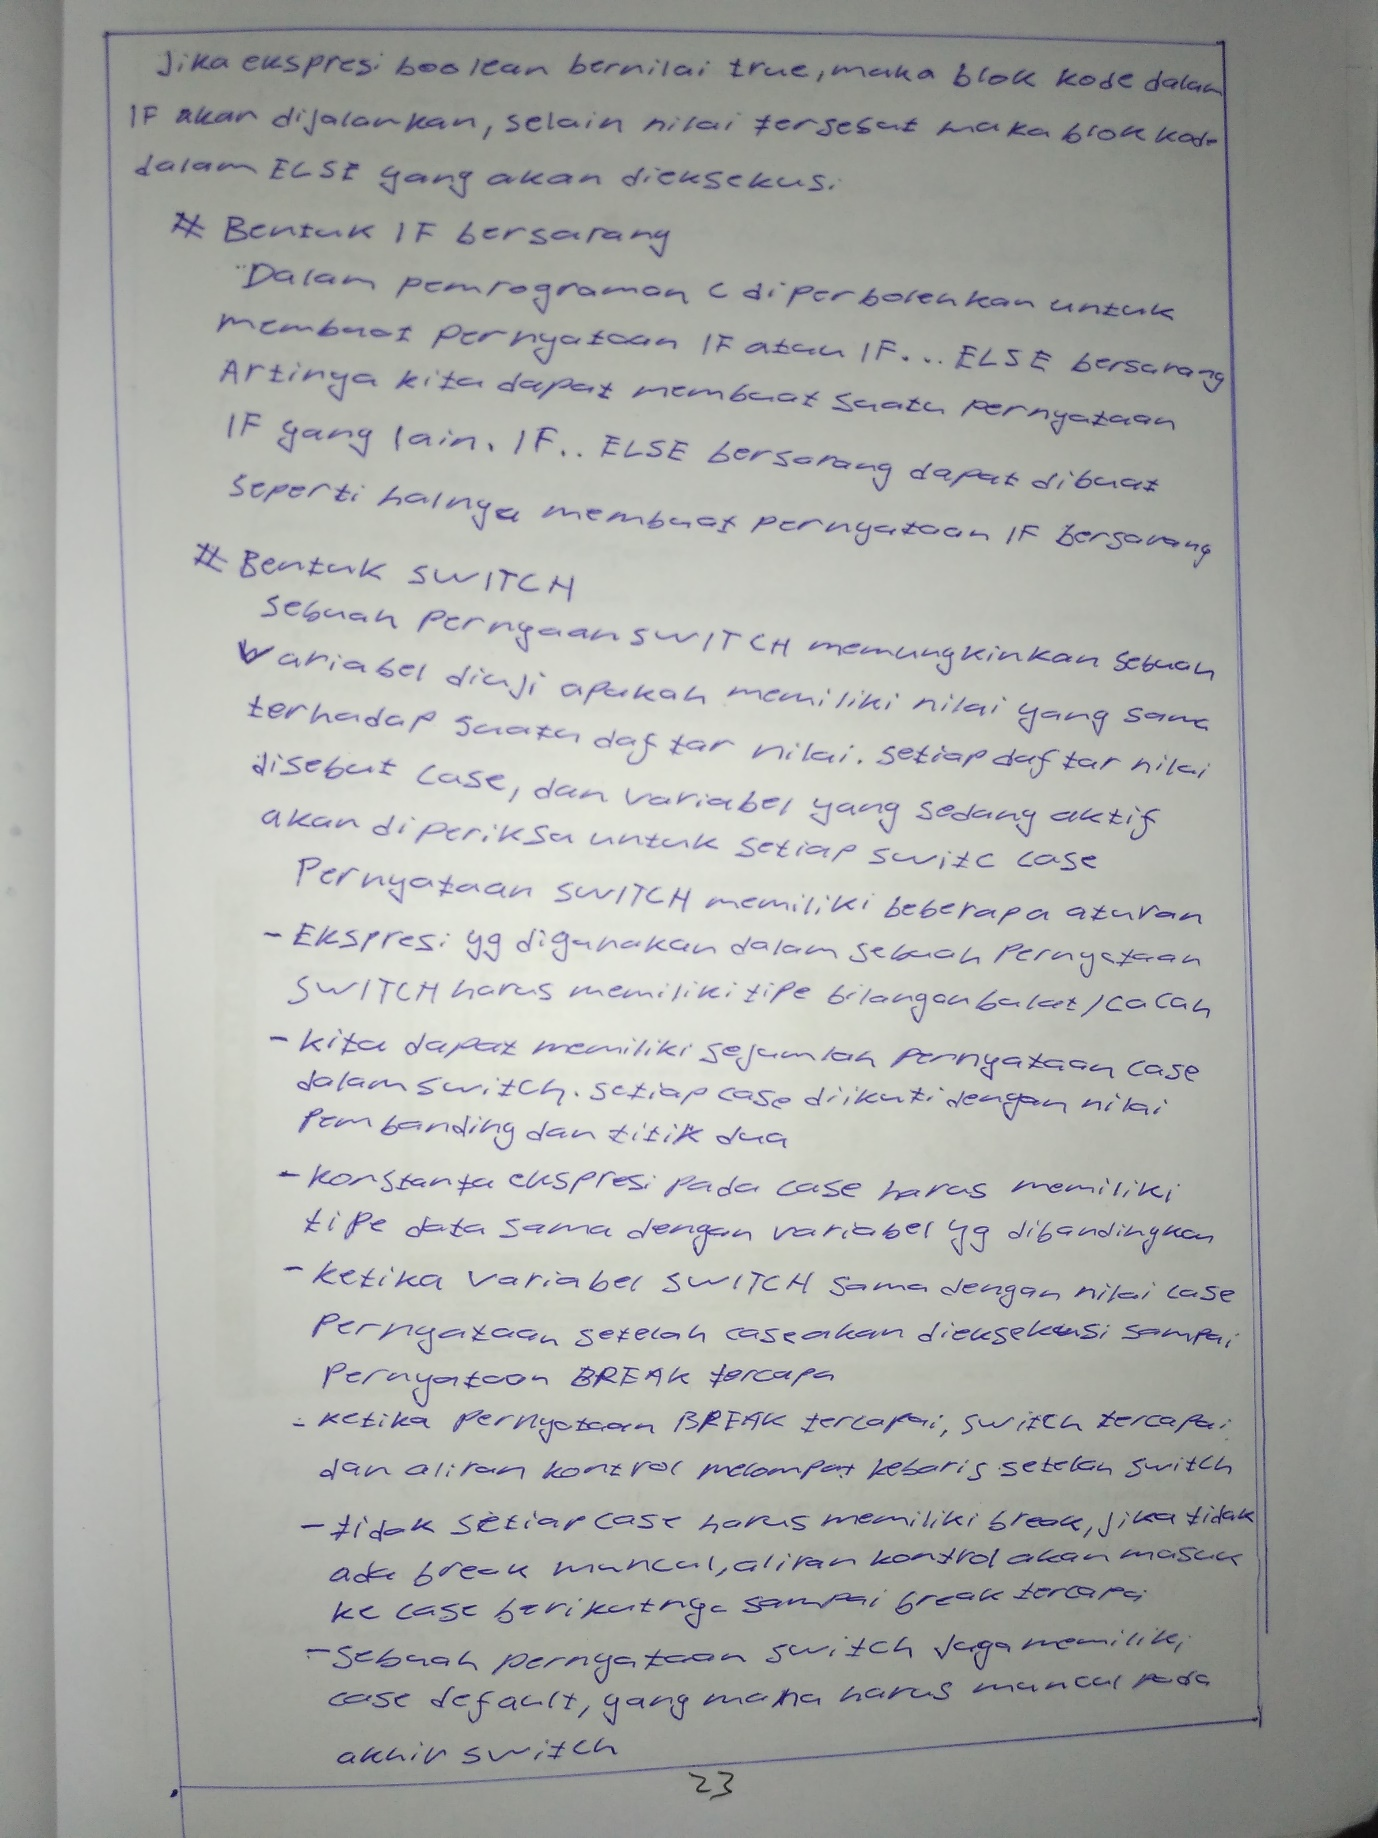 Jika ekspresi boolean bernilai true, maka blok kode dalam
IF akan dijalankan, selain nilai tersebut maka blok kode
dalam ELSE yang akan dieksekusi
# Bentuk IF bersarang
Dalam pemrograman C diperbolehkan untuk
membuat pernyataan IF atau IF... ELSE bersarang
Artinya kita dapat membuat suatu pernyataan
IF yang lain. IF.. ELSE bersarang dapat dibuat
seperti halnya membuat pernyataan IF bersarang
# Bentuk SWITCH
Sebuah pernyaan SWITCH memungkinkan sebuah
Variabel diuji apakah memiliki nilai yang sama
terhadap suatu daftar nilai. setiap daftar nilai
disebut case, dan variabel yang sedang aktif
akan diperiksa untuk setiap switc case
Pernyataan SWITCH memiliki beberapa aturan
- Ekspresi yg digunakan dalam sebuah Pernyataan
SWITCH harus memiliki tipe bilangan bulat/cacah
- kita dapat memiliki sejumlah pernyataan case
dalam switch. setiap case diikuti dengan nilai
Pembanding dan titik dua
- konstanta ekspresi pada case harus memiliki
tipe data sama dengan variabel yg dibandingkan
- ketika variabel SWITCH sama dengan nilai case
Pernyataan setelah case akan dieksekusi sampai
Pernyataan BREAK tercapa
- ketika pernyataan BREAK tercapai, switch tercapai
dan aliran kontrol melompat kebaris setelah switch
- tidak setiap case harus memiliki break, jika tidak
ada break muncul, aliran kontrol akan masuk
ke case berikutnya sampai break tercapai
- Sebuah pernyataan switch juga memiliki
case default, yang mana harus muncul pada
akhir switch
23